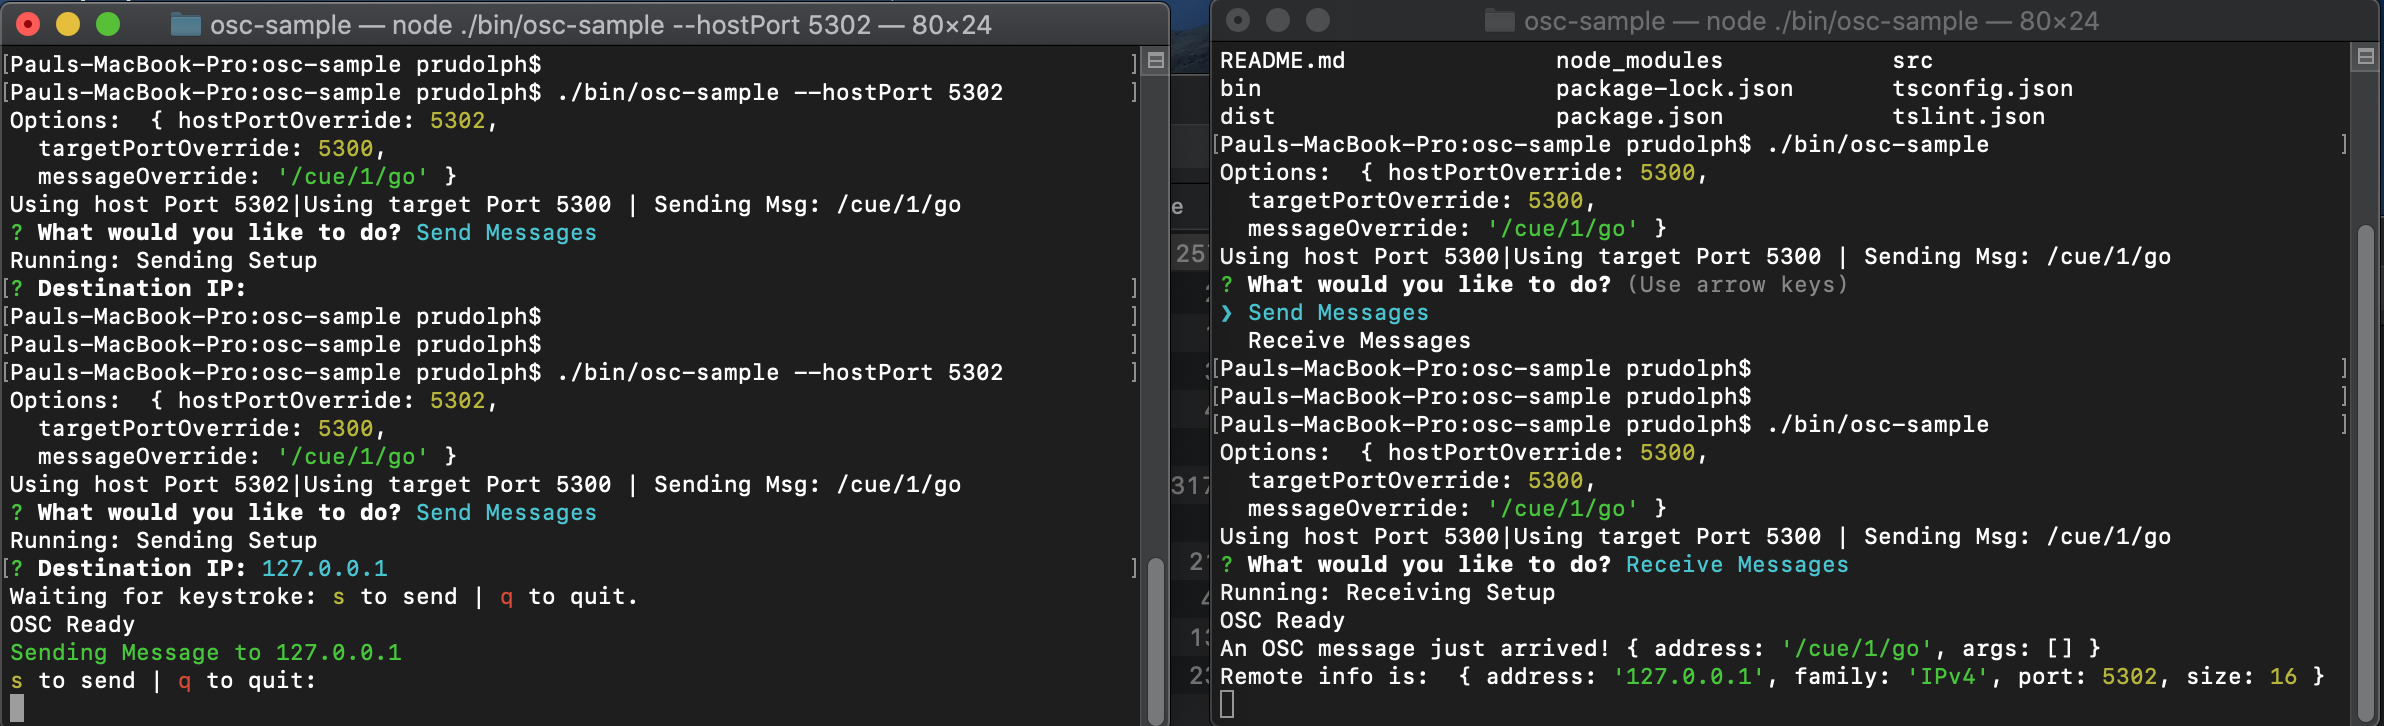 osc-sample — node ./bin/osc-sample --hostPort 5302 — 80×24
[Pauls-MacBook-Pro:osc-sample prudolph$ ]
[Pauls-MacBook-Pro:osc-sample prudolph$ ./bin/osc-sample --hostPort 5302 ]
Options:  { hostPortOverride: 5302,
  targetPortOverride: 5300,
  messageOverride: '/cue/1/go' }
Using host Port 5302|Using target Port 5300 | Sending Msg: /cue/1/go
? What would you like to do? Send Messages
Running: Sending Setup
[? Destination IP: ]
[Pauls-MacBook-Pro:osc-sample prudolph$ ]
[Pauls-MacBook-Pro:osc-sample prudolph$ ]
[Pauls-MacBook-Pro:osc-sample prudolph$ ./bin/osc-sample --hostPort 5302 ]
Options:  { hostPortOverride: 5302,
  targetPortOverride: 5300,
  messageOverride: '/cue/1/go' }
Using host Port 5302|Using target Port 5300 | Sending Msg: /cue/1/go
? What would you like to do? Send Messages
Running: Sending Setup
[? Destination IP: 127.0.0.1 ]
Waiting for keystroke: s to send | q to quit.
OSC Ready
Sending Message to 127.0.0.1
s to send | q to quit:
osc-sample — node ./bin/osc-sample — 80×24
README.md node_modules src
bin package-lock.json tsconfig.json
dist package.json tslint.json
[Pauls-MacBook-Pro:osc-sample prudolph$ ./bin/osc-sample ]
Options:  { hostPortOverride: 5300,
  targetPortOverride: 5300,
  messageOverride: '/cue/1/go' }
Using host Port 5300|Using target Port 5300 | Sending Msg: /cue/1/go
? What would you like to do? (Use arrow keys)
❯ Send Messages
  Receive Messages
[Pauls-MacBook-Pro:osc-sample prudolph$ ]
[Pauls-MacBook-Pro:osc-sample prudolph$ ]
[Pauls-MacBook-Pro:osc-sample prudolph$ ./bin/osc-sample ]
Options:  { hostPortOverride: 5300,
  targetPortOverride: 5300,
  messageOverride: '/cue/1/go' }
Using host Port 5300|Using target Port 5300 | Sending Msg: /cue/1/go
? What would you like to do? Receive Messages
Running: Receiving Setup
OSC Ready
An OSC message just arrived! { address: '/cue/1/go', args: [] }
Remote info is:  { address: '127.0.0.1', family: 'IPv4', port: 5302, size: 16 }